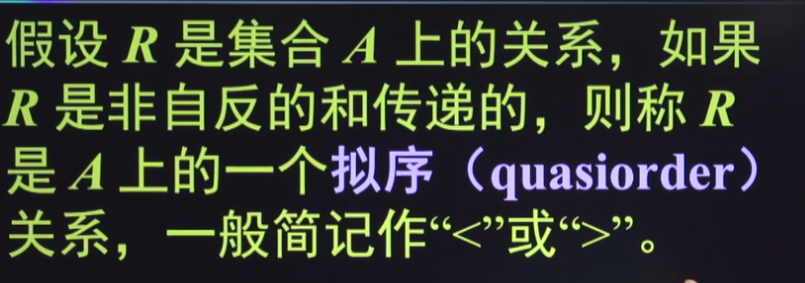 假设 R 是集合 A 上的关系，如果
R 是非自反的和传递的，则称 R
是 A 上的一个拟序（quasiorder）
关系，一般简记作“<”或“>”。